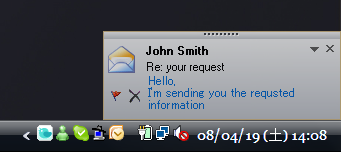 John Smith
Re: your request
Hello,
I'm sending you the requsted
information
08/04/19 (土) 14:08